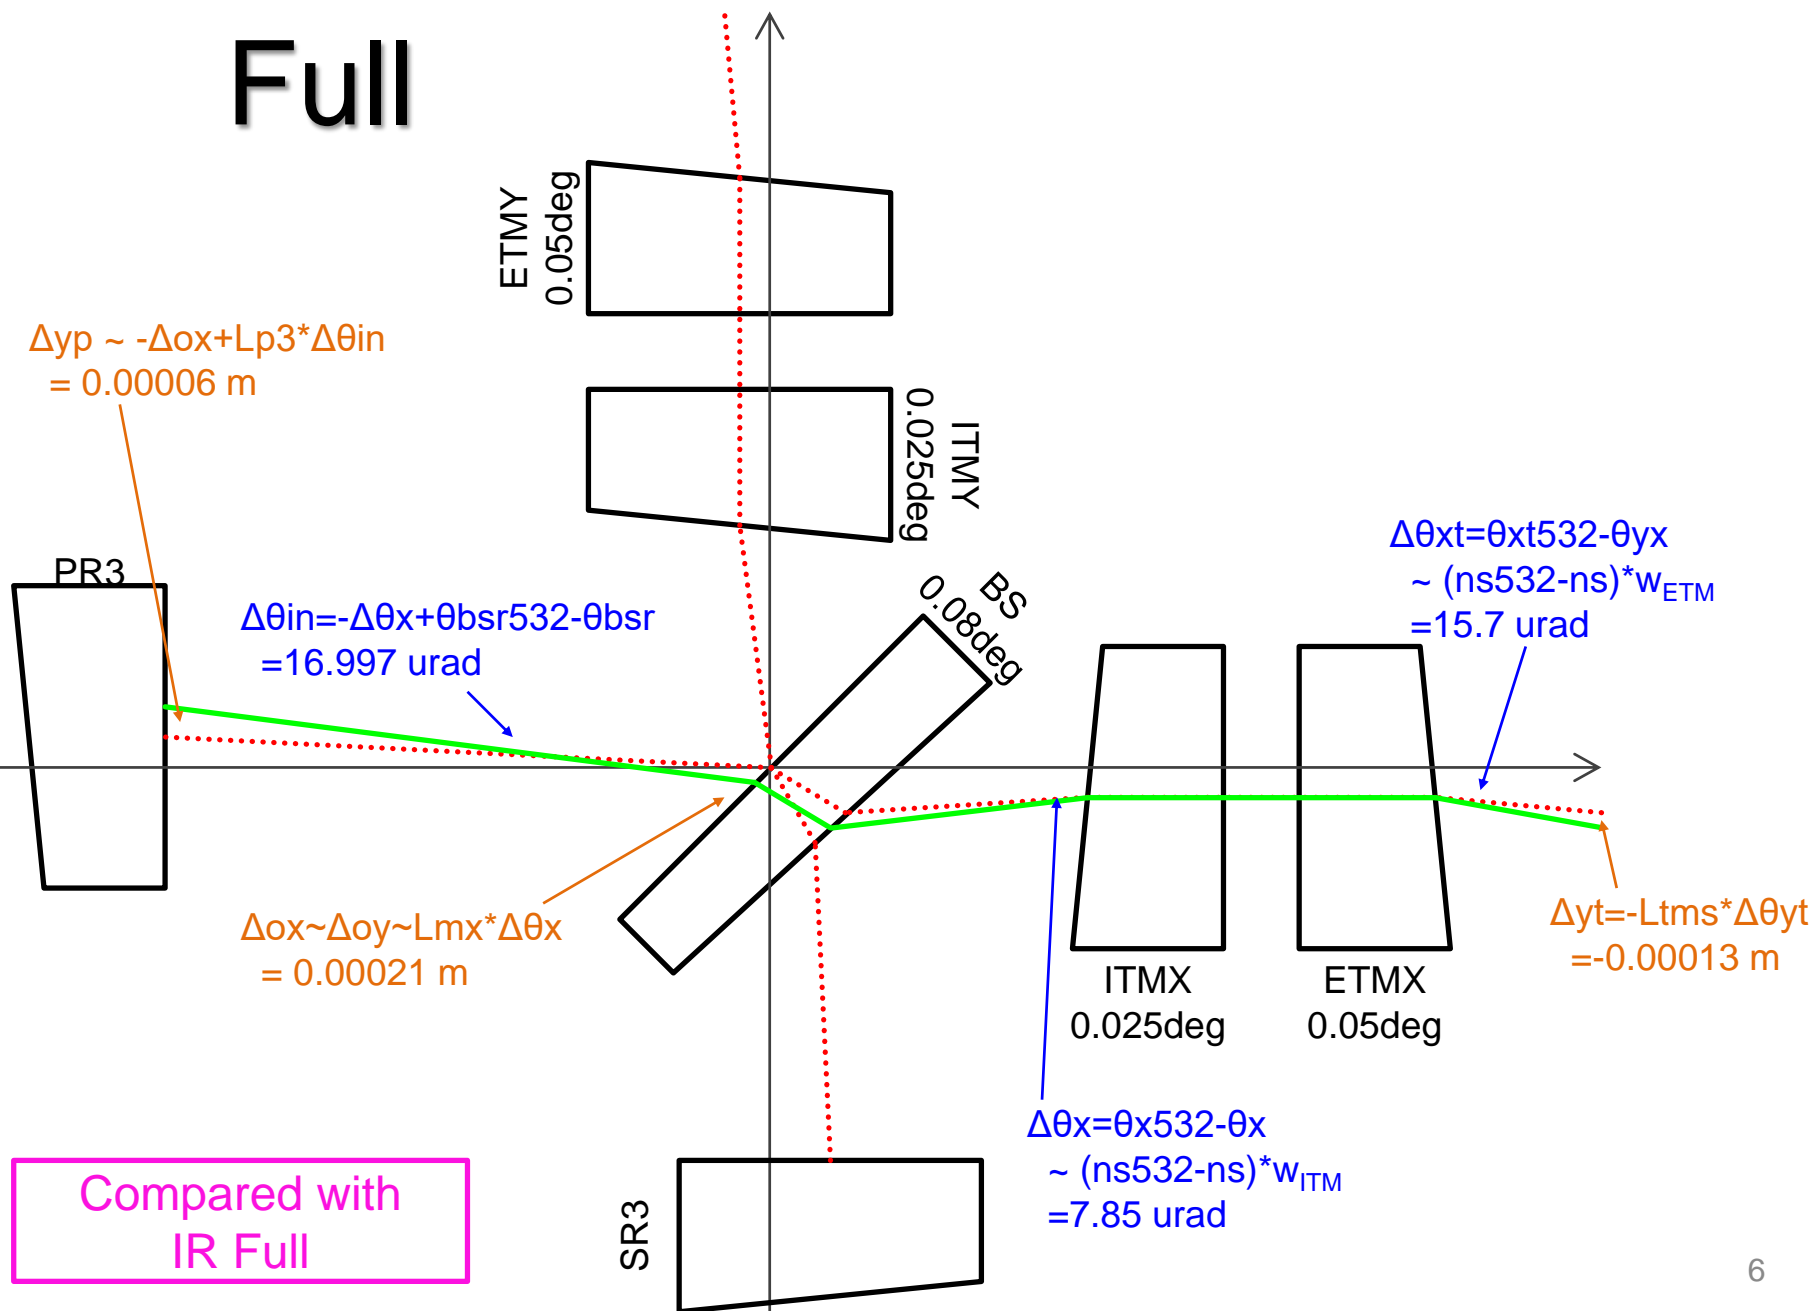 Full
ETMY
0.05deg
Δyp ~ -Δox+Lp3*Δθin
= 0.00006 m
ITMY
0.025deg
Δθxt=θxt532-θyx
~ (ns532-ns)*wETM
=15.7 urad
PR3
BS
0.08deg
Δθin=-Δθx+θbsr532-θbsr
=16.997 urad
Δox~Δoy~Lmx*Δθx
= 0.00021 m
Δyt=-Ltms*Δθyt
=-0.00013 m
ITMX
0.025deg
ETMX
0.05deg
Δθx=θx532-θx
~ (ns532-ns)*wITM
=7.85 urad
Compared with
IR Full
SR3
6